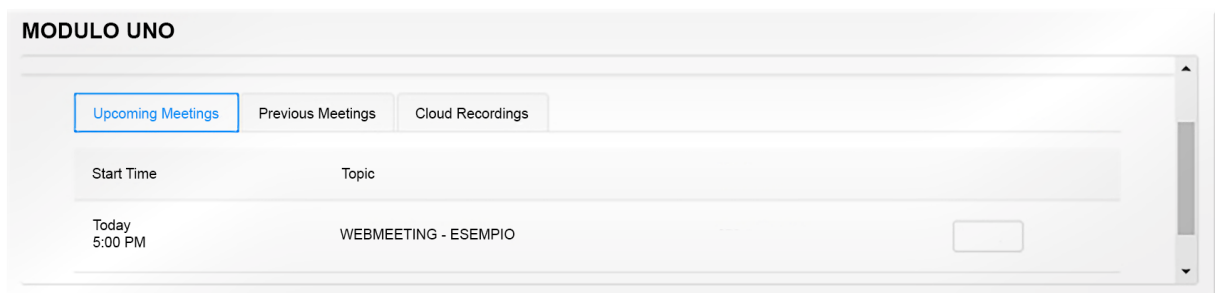 MODULO UNO
Upcoming Meetings Previous Meetings Cloud Recordings
Start Time Topic
Today
5:00 PM WEBMEETING - ESEMPIO